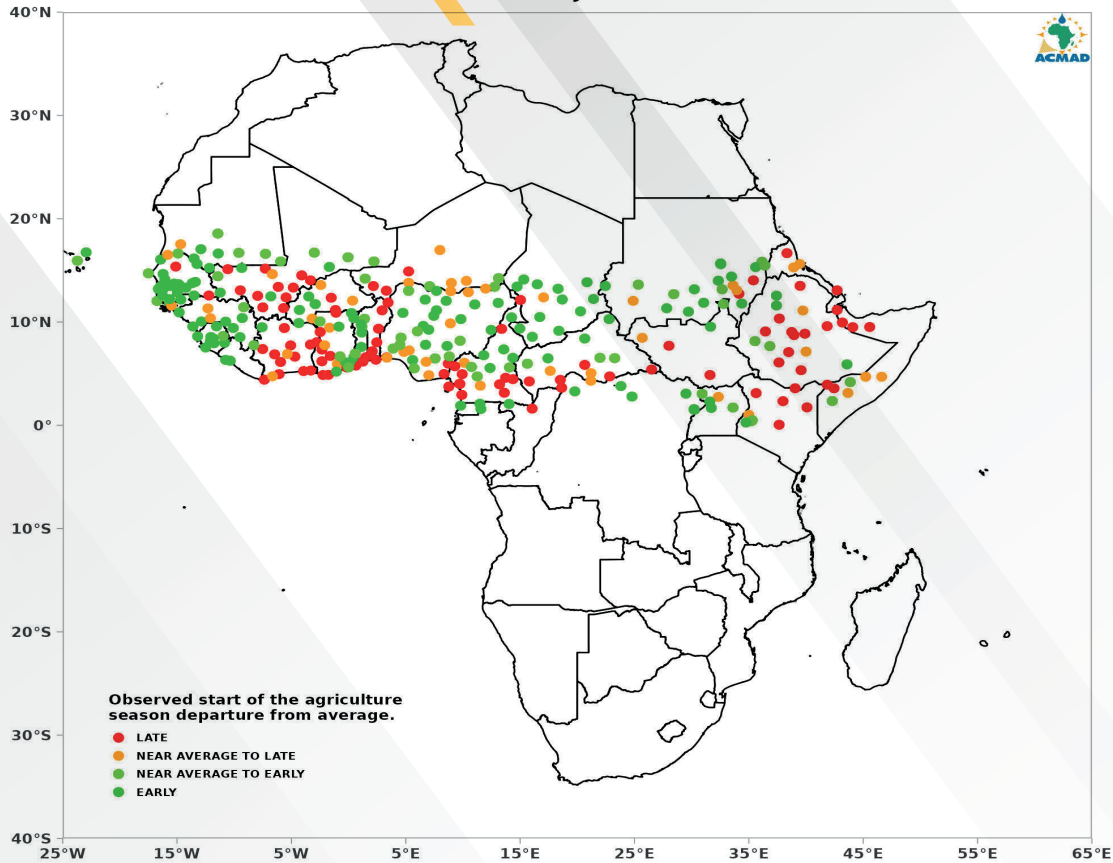 40°N
ACMAD
30°N
20°N
10°N
0°
10°S
20°S
30°S
40°S
Observed start of the agriculture
season departure from average.
LATE
NEAR AVERAGE TO LATE
NEAR AVERAGE TO EARLY
EARLY
25°W
15°W
5°W
5°E
15°E
25°E
35°E
45°E
55°E
65°E